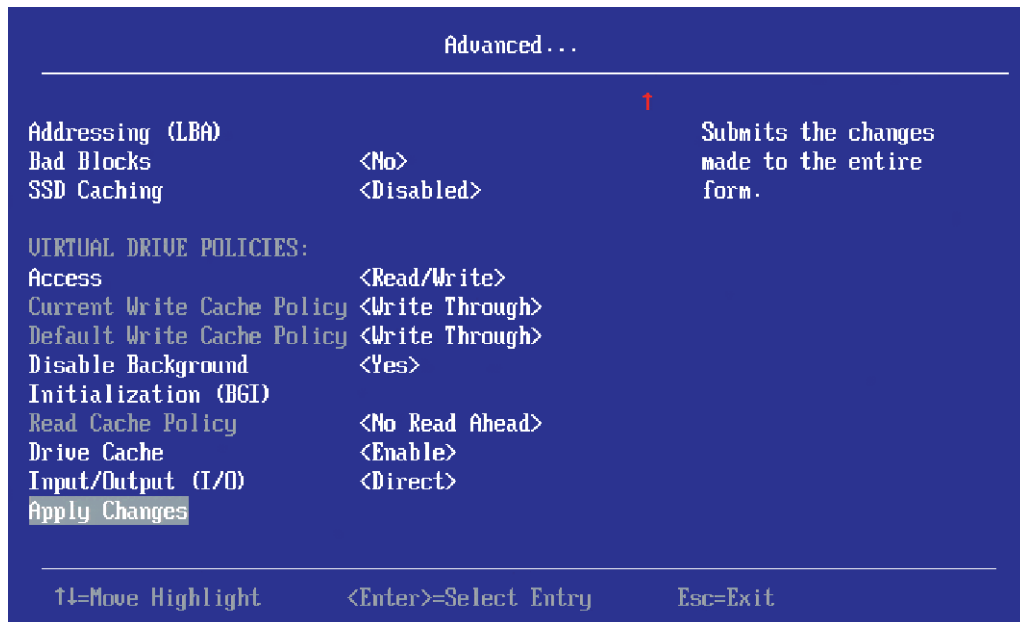 Advanced...
↑
Addressing (LBA) Submits the changes
Bad Blocks <No> made to the entire
SSD Caching <Disabled> form.
VIRTUAL DRIVE POLICIES:
Access <Read/Write>
Current Write Cache Policy <Write Through>
Default Write Cache Policy <Write Through>
Disable Background <Yes>
Initialization (BGI)
Read Cache Policy <No Read Ahead>
Drive Cache <Enable>
Input/Output (I/O) <Direct>
Apply Changes
↑↓=Move Highlight <Enter>=Select Entry Esc=Exit